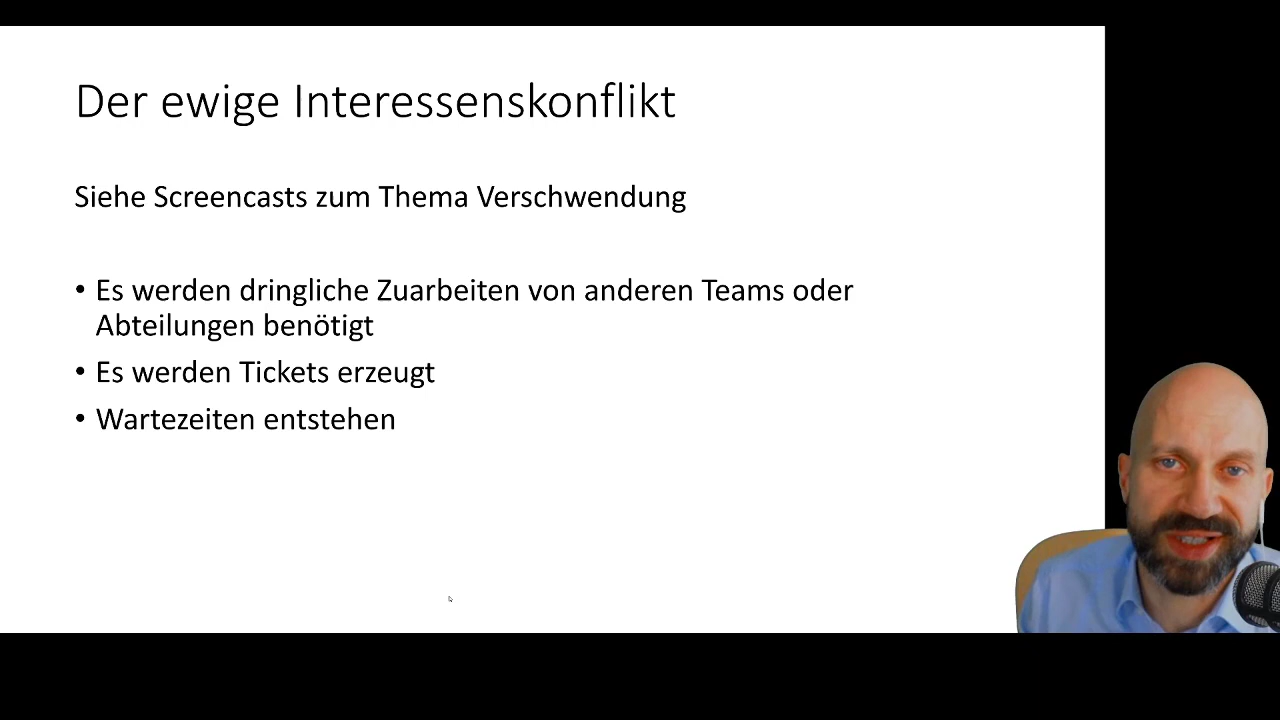 Der ewige Interessenskonflikt
Siehe Screencasts zum Thema Verschwendung
• Es werden dringliche Zuarbeiten von anderen Teams oder
Abteilungen benötigt
• Es werden Tickets erzeugt
• Wartezeiten entstehen